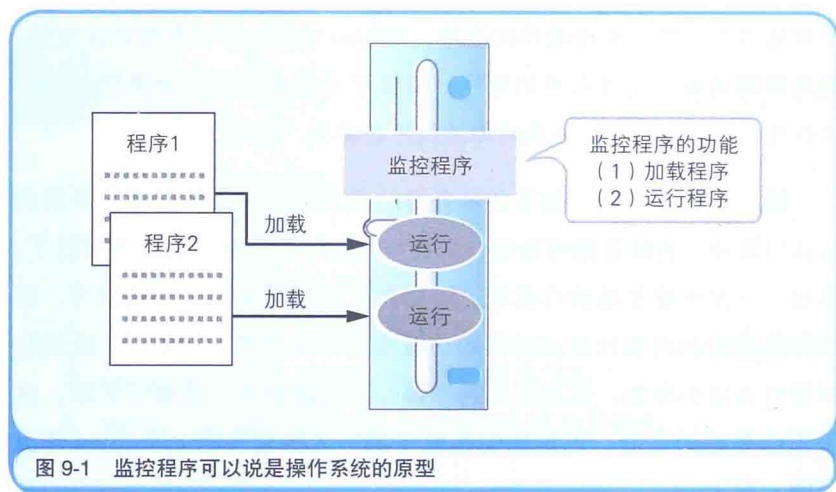 程序1
程序2
加载
加载
监控程序
运行
运行
监控程序的功能
（1）加载程序
（2）运行程序
图 9-1 监控程序可以说是操作系统的原型